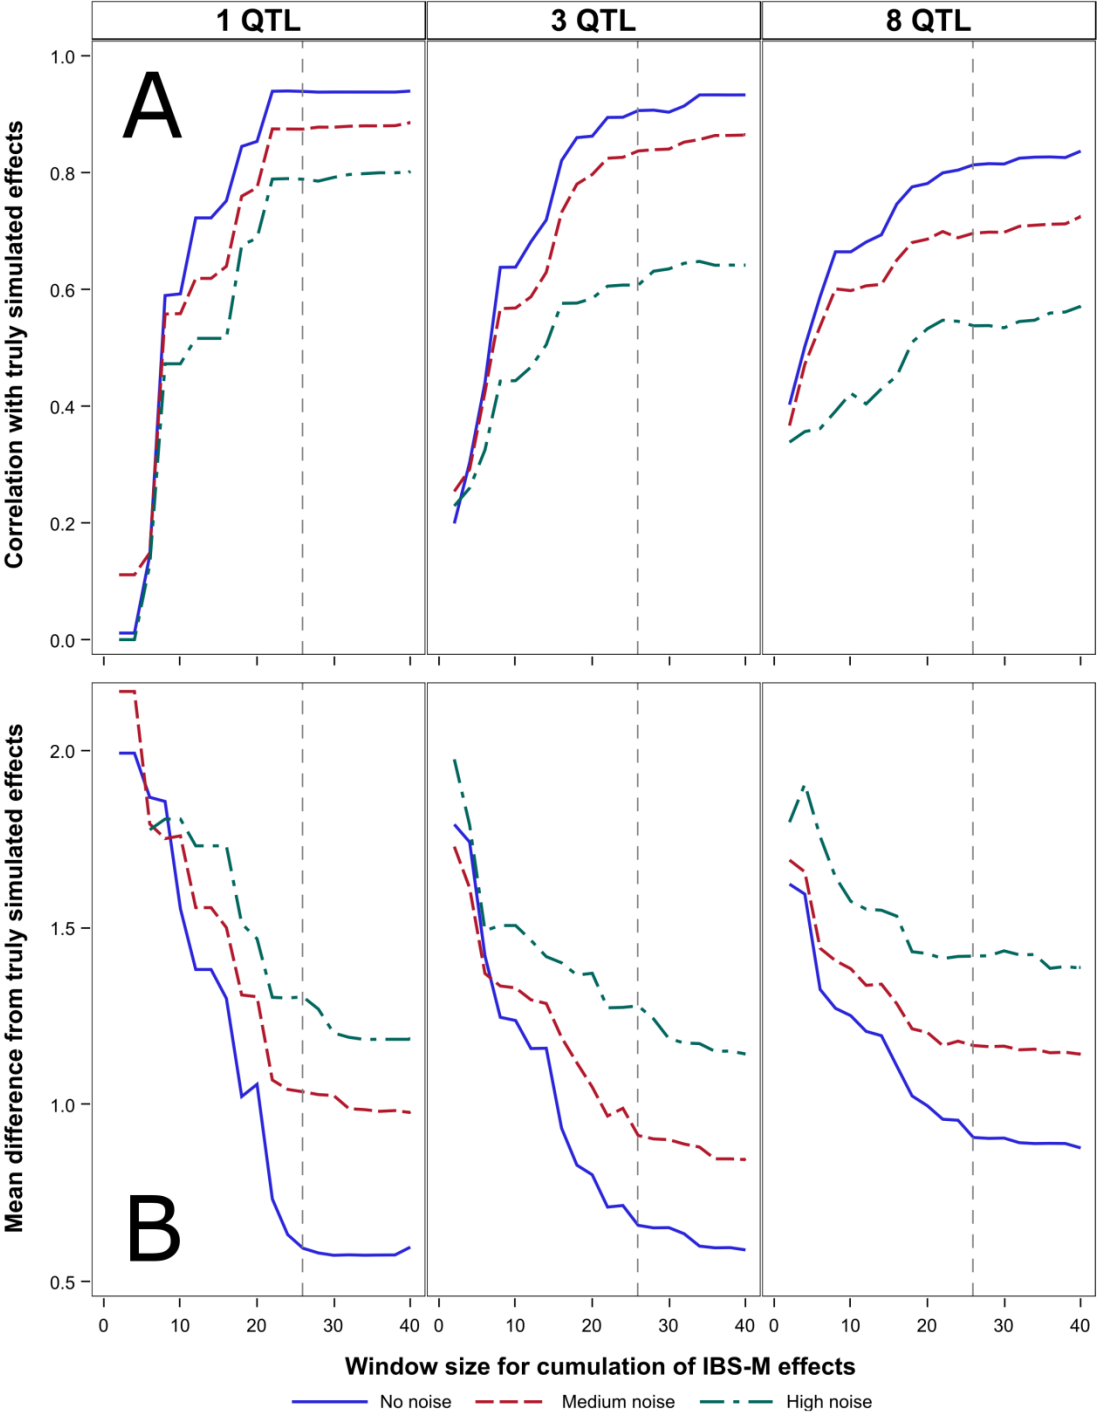 1 QTL 3 QTL 8 QTL
A
Correlation with truly simulated effects
1.0
0.8
0.6
0.4
0.2
0.0
B
Mean difference from truly simulated effects
2.0
1.5
1.0
0.5
0 10 20 30 40 0 10 20 30 40 0 10 20 30 40
Window size for cumulation of IBS-M effects
No noise Medium noise High noise